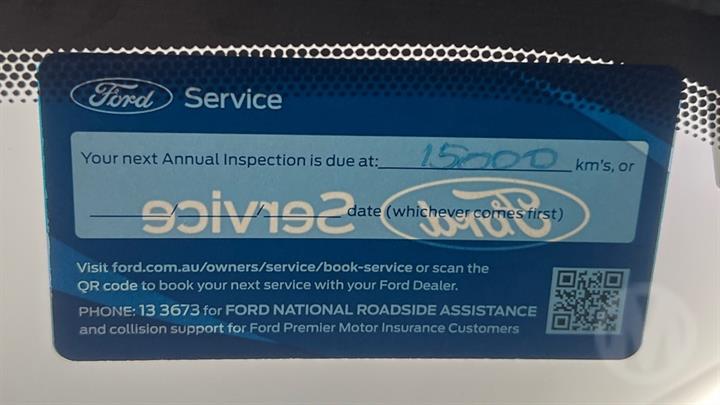 Ford Service
Your next Annual Inspection is due at: 15000 km's, or
___/___/___ date (whichever comes first)
Ford Service
Visit ford.com.au/owners/service/book-service or scan the
QR code to book your next service with your Ford Dealer.
PHONE: 13 3673 for FORD NATIONAL ROADSIDE ASSISTANCE
and collision support for Ford Premier Motor Insurance Customers